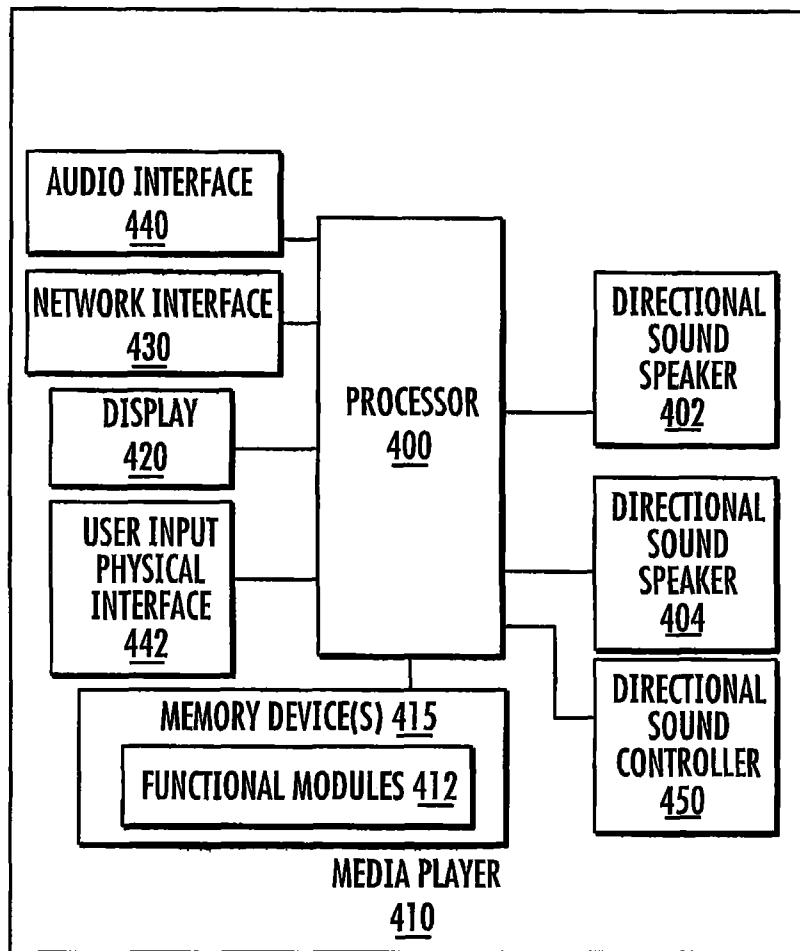 AUDIO INTERFACE
440
NETWORK INTERFACE
430
DISPLAY
420
USER INPUT
PHYSICAL
INTERFACE
442
PROCESSOR
400
DIRECTIONAL
SOUND
SPEAKER
402
DIRECTIONAL
SOUND
SPEAKER
404
DIRECTIONAL
SOUND
CONTROLLER
450
MEMORY DEVICE(S) 415
FUNCTIONAL MODULES 412
MEDIA PLAYER
410